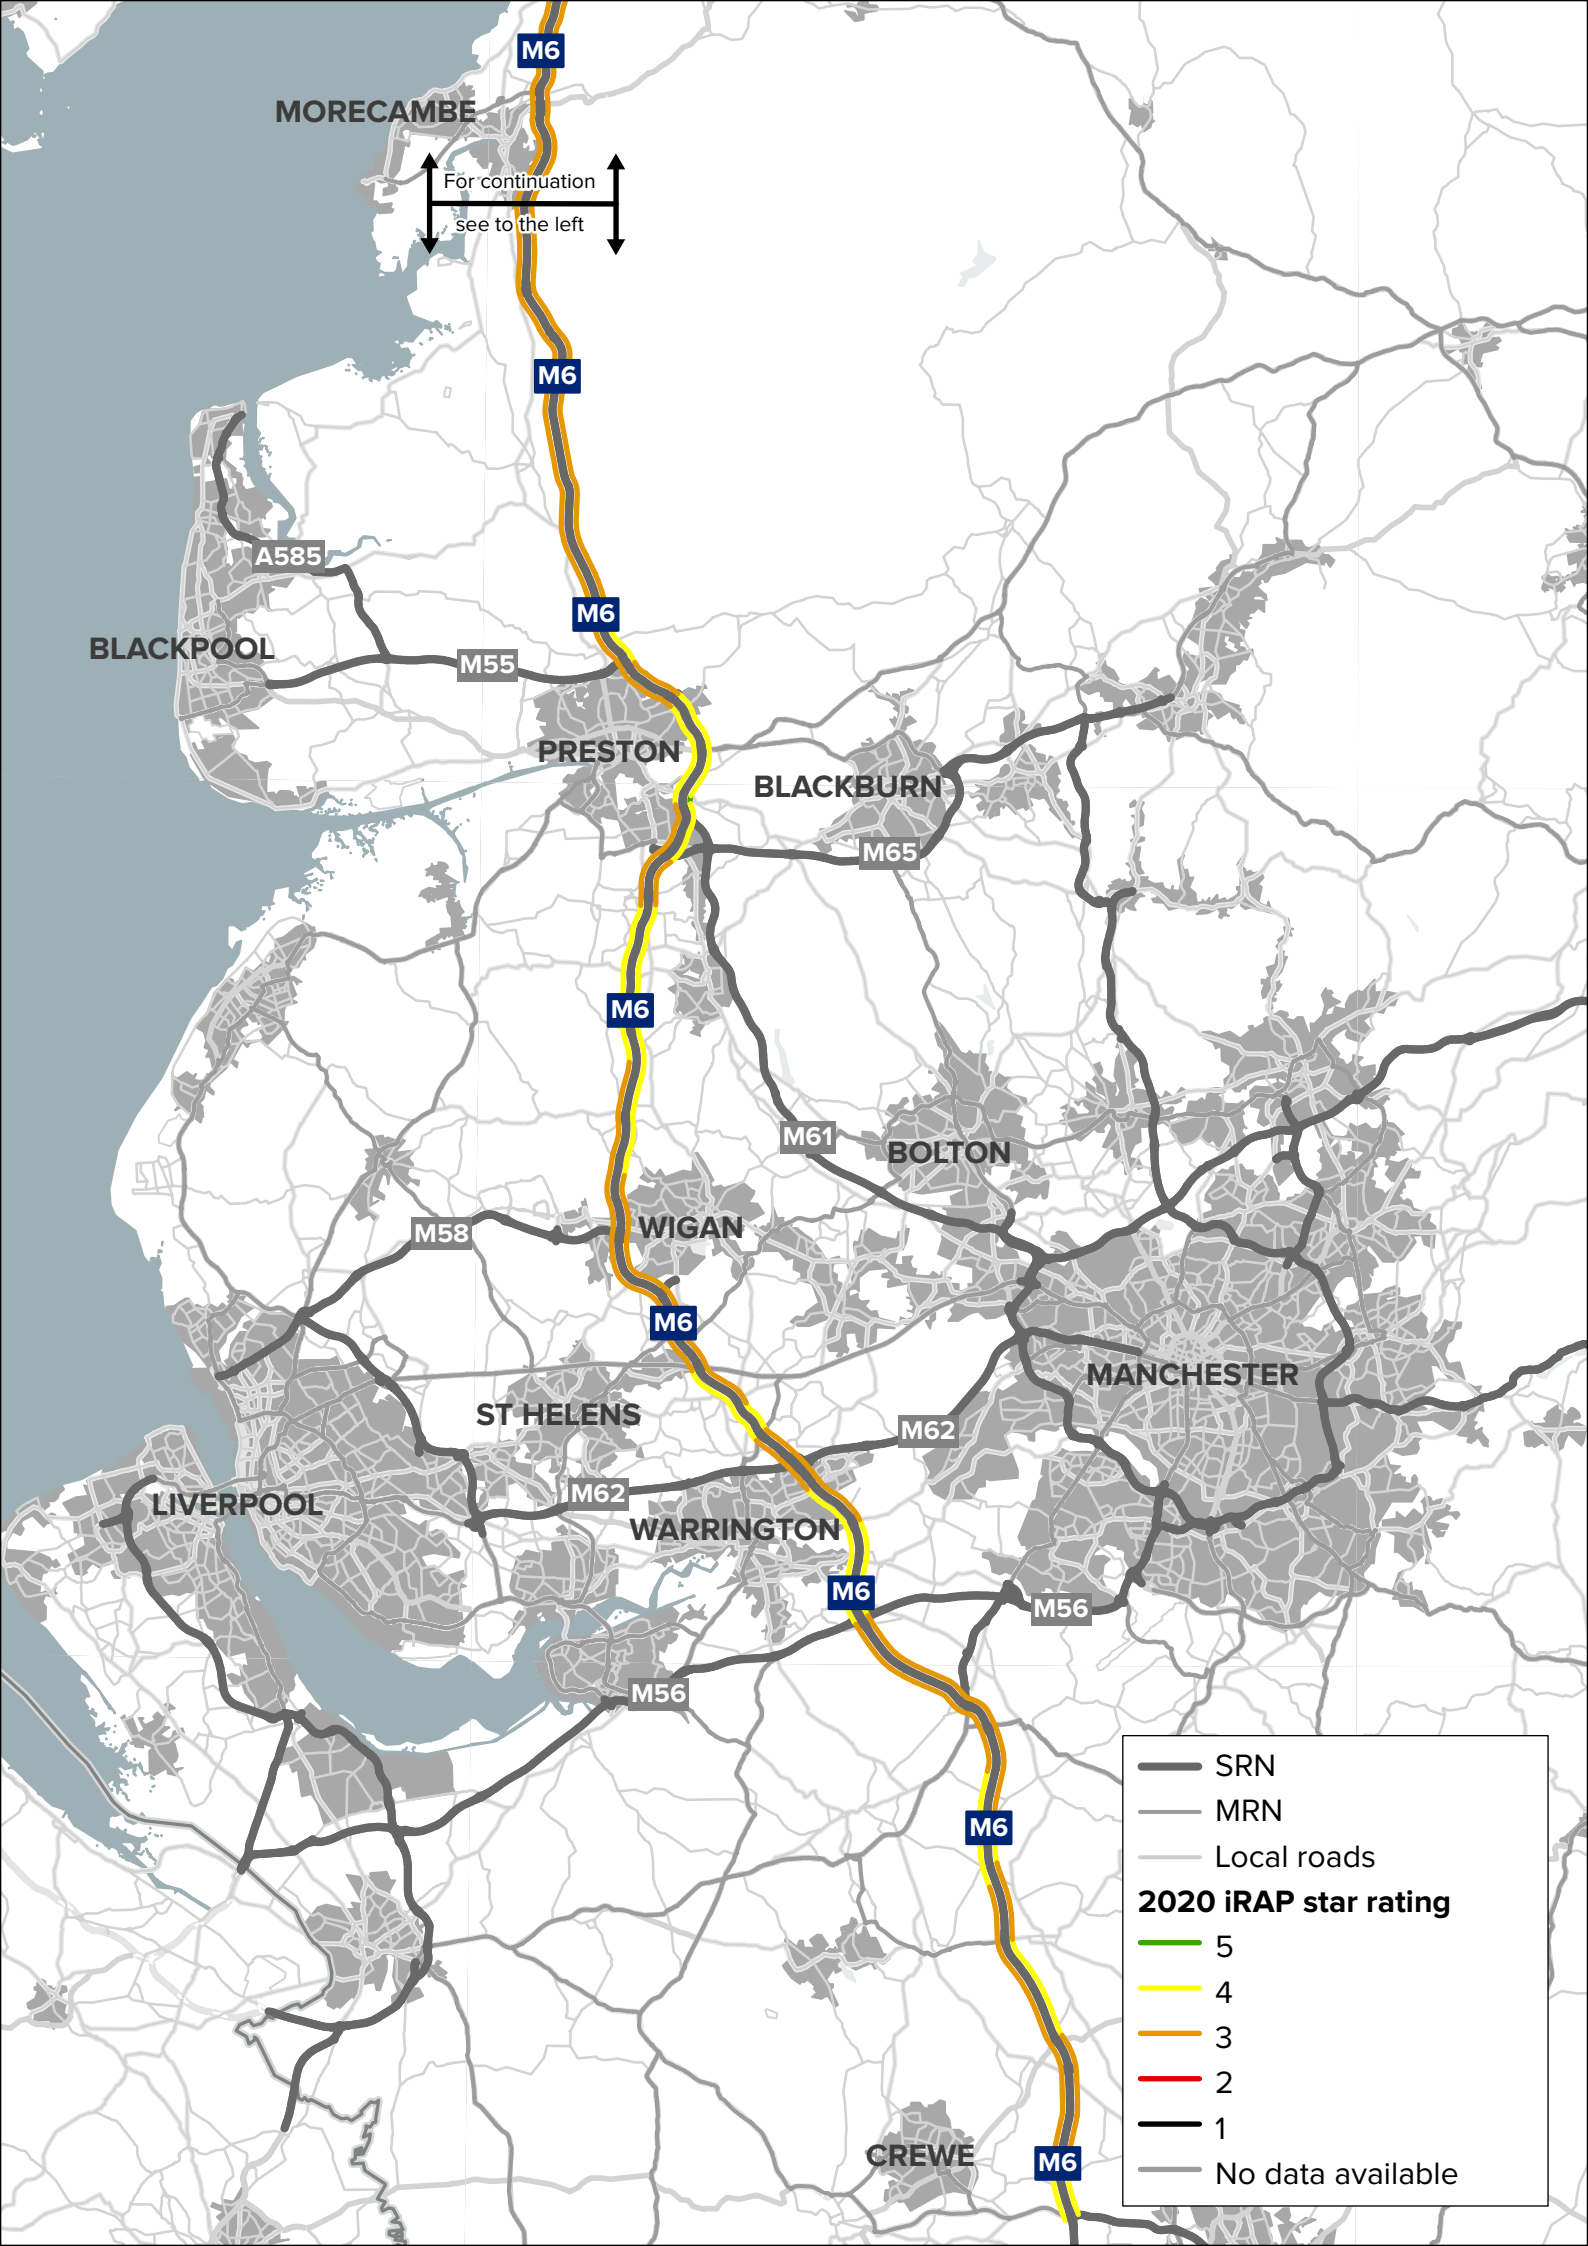 M6
MORECAMBE
For continuation
see to the left
M6
A585
M6
BLACKPOOL
M55
PRESTON
BLACKBURN
M65
M6
M61
BOLTON
M58
WIGAN
M6
MANCHESTER
ST HELENS
M62
M62
LIVERPOOL
WARRINGTON
M6
M56
M56
SRN
M6
MRN
Local roads
2020 iRAP star rating
5
4
3
2
1
CREWE
M6
No data available